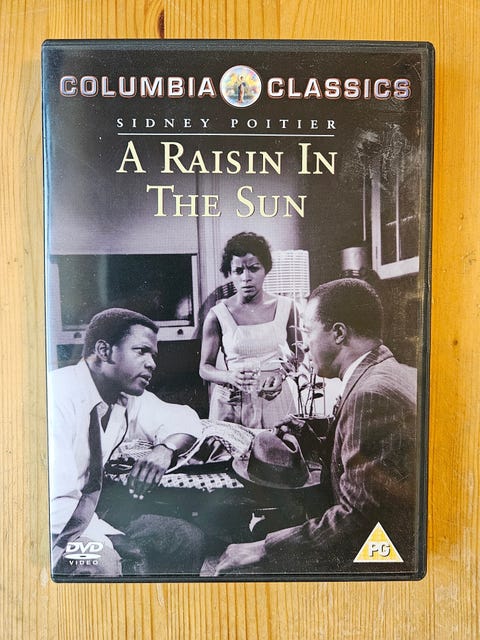 COLUMBIA CLASSICS
SIDNEY POITIER
A RAISIN IN
THE SUN
DVD
VIDEO
PG